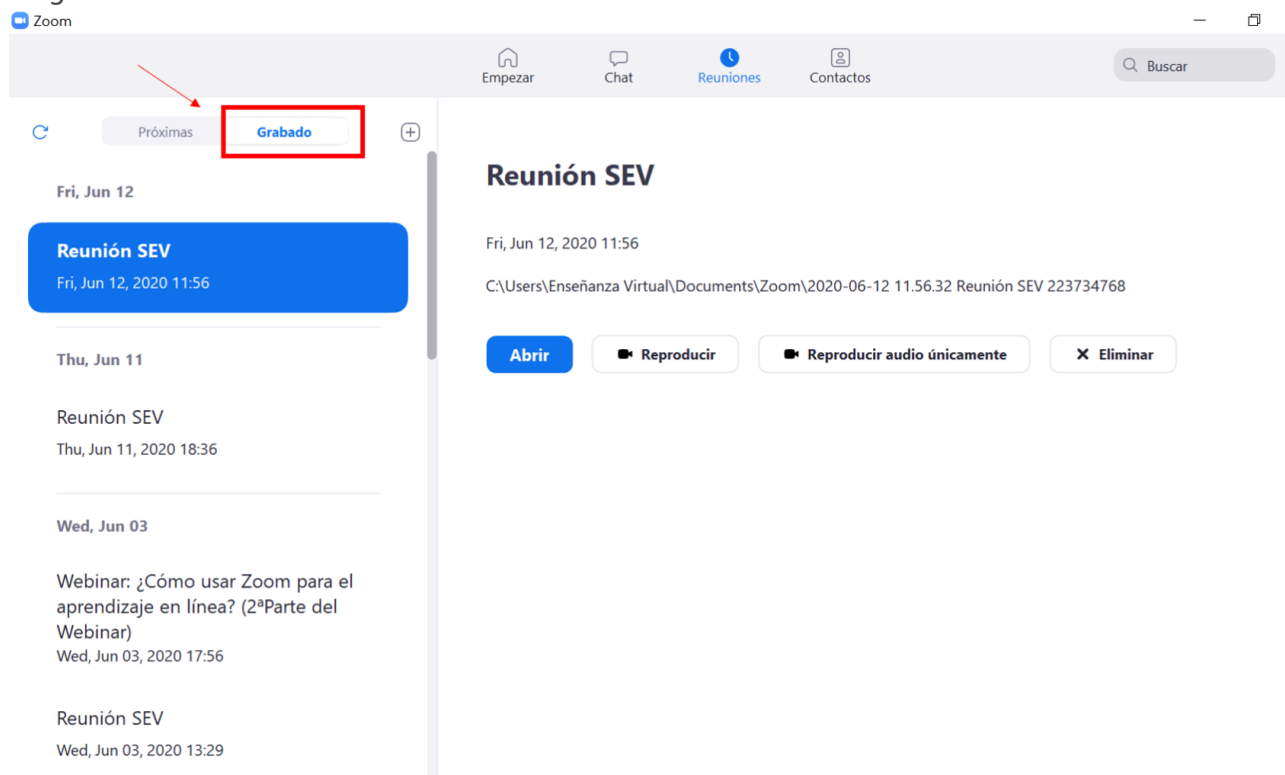 Zoom
Empezar
Chat
Reuniones
Contactos
Buscar
Próximas
Grabado
Fri, Jun 12
Reunión SEV
Fri, Jun 12, 2020 11:56
Thu, Jun 11
Reunión SEV
Thu, Jun 11, 2020 18:36
Wed, Jun 03
Webinar: ¿Cómo usar Zoom para el
aprendizaje en línea? (2ªParte del
Webinar)
Wed, Jun 03, 2020 17:56
Reunión SEV
Wed, Jun 03, 2020 13:29
Reunión SEV
Fri, Jun 12, 2020 11:56
C:\Users\Enseñanza Virtual\Documents\Zoom\2020-06-12 11.56.32 Reunión SEV 223734768
Abrir
Reproducir
Reproducir audio únicamente
Eliminar